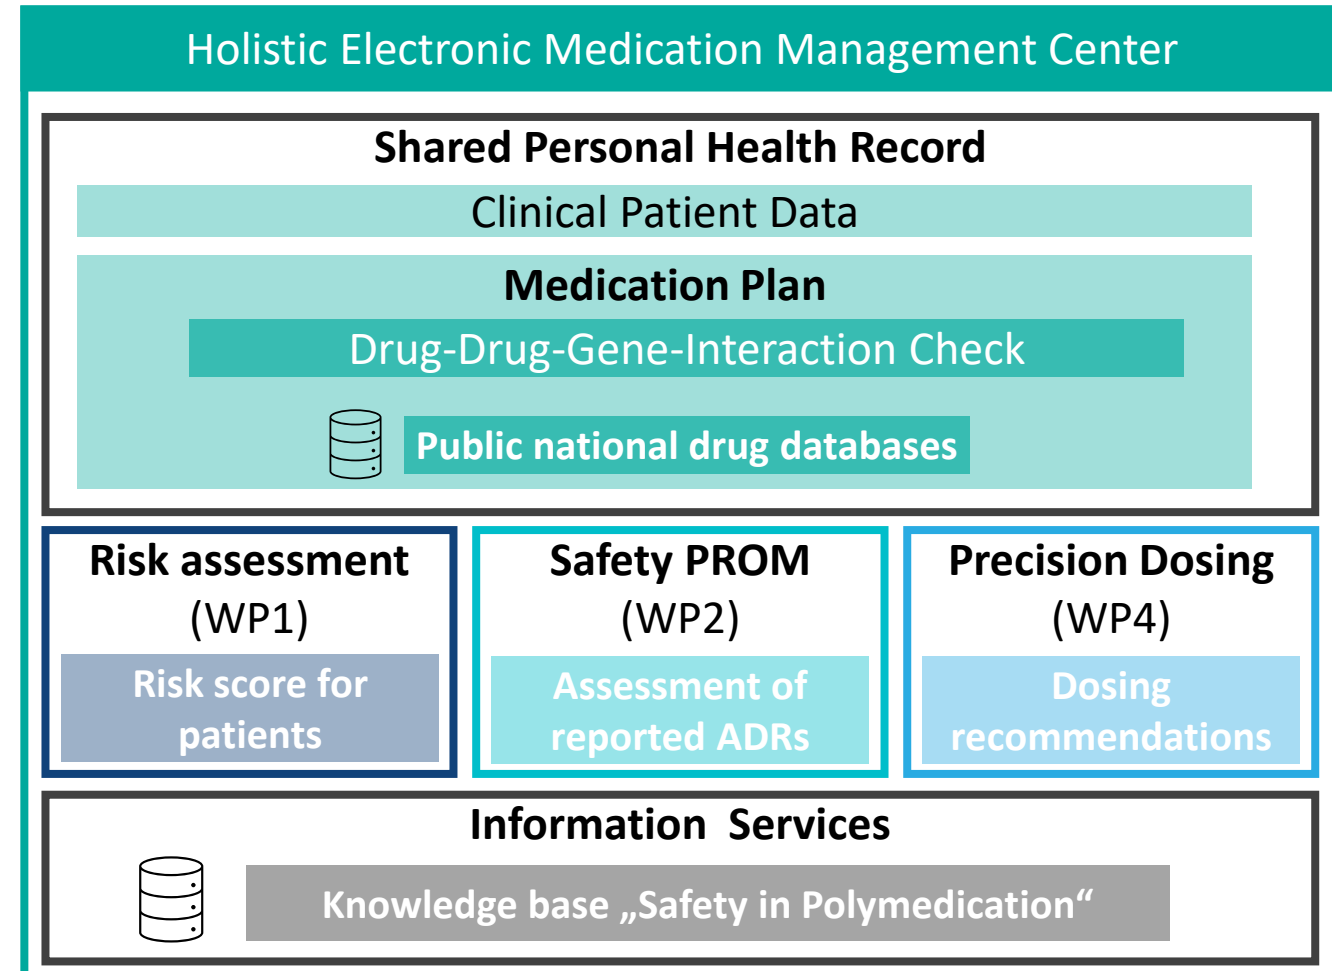 Holistic Electronic Medication Management Center
Shared Personal Health Record
Clinical Patient Data
Medication Plan
Drug-Drug-Gene-Interaction Check
Public national drug databases
Risk assessment
(WP1)
Risk score for
patients
Safety PROM
(WP2)
Assessment of
reported ADRs
Precision Dosing
(WP4)
Dosing
recommendations
Information  Services
Knowledge base „Safety in Polymedication“